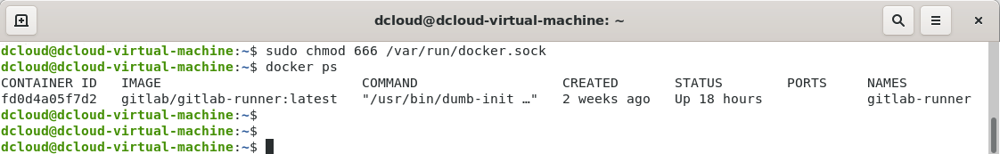 dcloud@dcloud-virtual-machine: ~
dcloud@dcloud-virtual-machine:~$ sudo chmod 666 /var/run/docker.sock
dcloud@dcloud-virtual-machine:~$ docker ps
CONTAINER ID   IMAGE                         COMMAND                  CREATED       STATUS        PORTS     NAMES
fd0d4a05f7d2   gitlab/gitlab-runner:latest   "/usr/bin/dumb-init …"   2 weeks ago   Up 18 hours             gitlab-runner
dcloud@dcloud-virtual-machine:~$
dcloud@dcloud-virtual-machine:~$
dcloud@dcloud-virtual-machine:~$